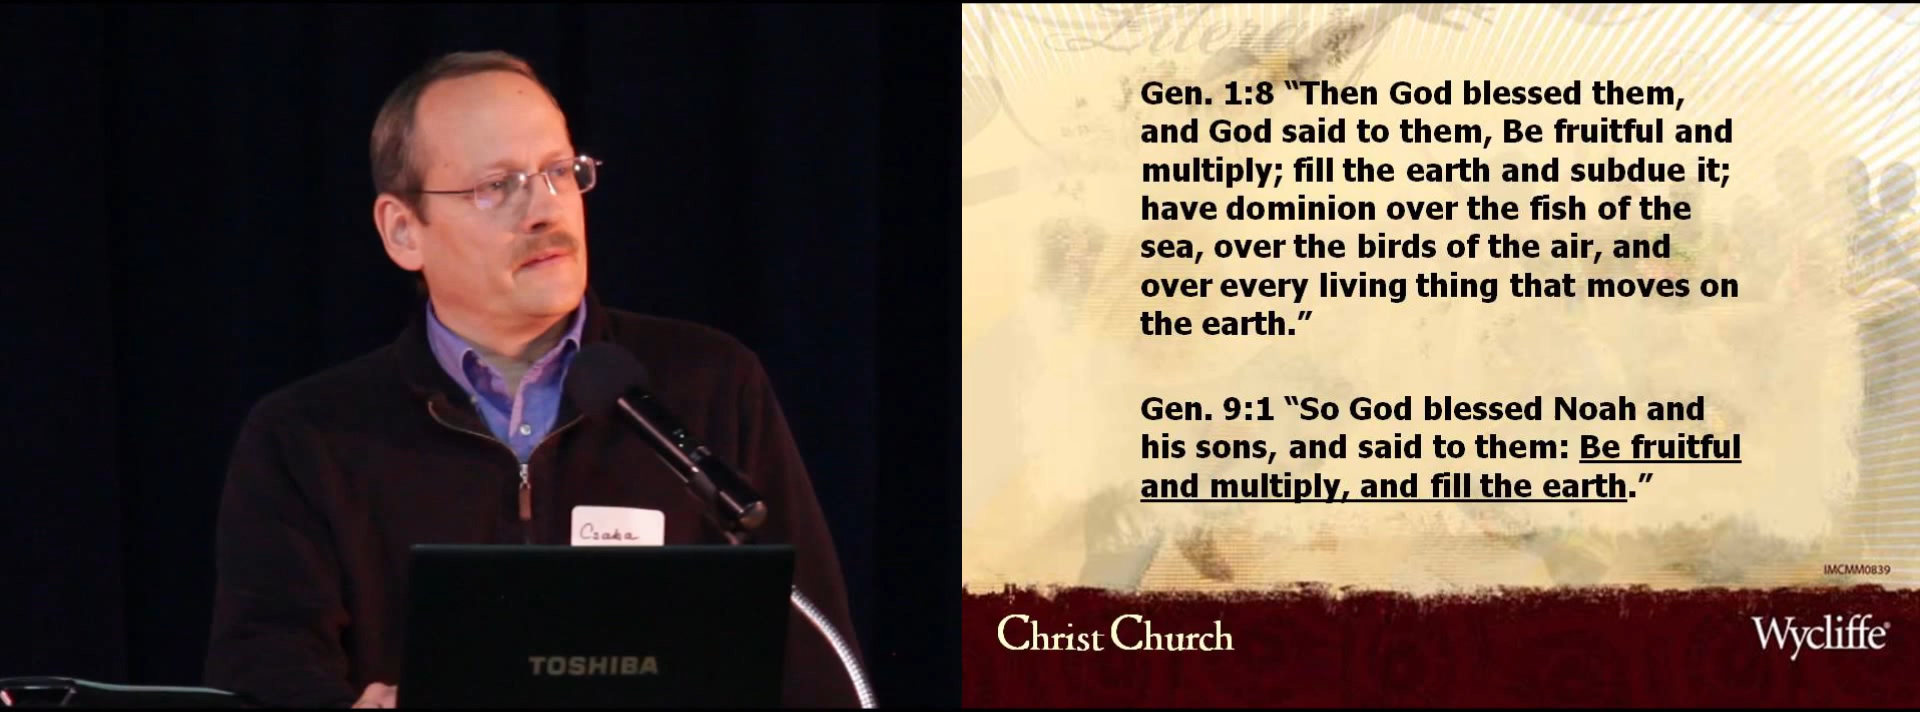 Csaba
TOSHIBA
Literacy
Gen. 1:8 “Then God blessed them,
and God said to them, Be fruitful and
multiply; fill the earth and subdue it;
have dominion over the fish of the
sea, over the birds of the air, and
over every living thing that moves on
the earth.”
Gen. 9:1 “So God blessed Noah and
his sons, and said to them: Be fruitful
and multiply, and fill the earth.”
IMCMM0839
Christ Church
Wycliffe®